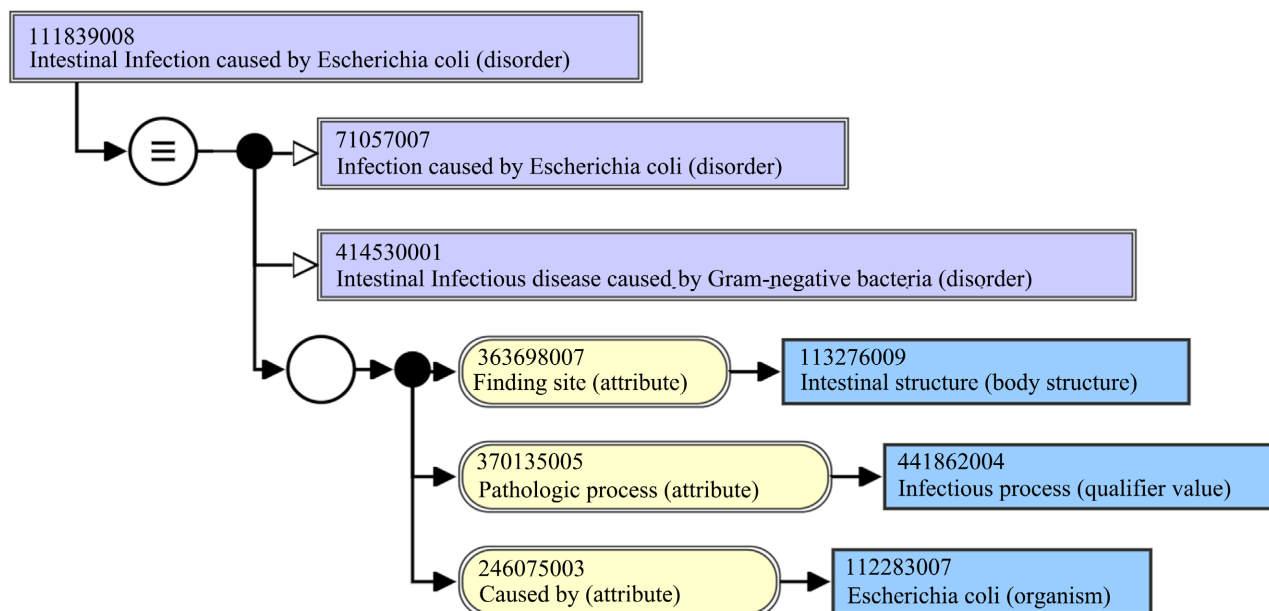 111839008
Intestinal Infection caused by Escherichia coli (disorder)
71057007
Infection caused by Escherichia coli (disorder)
414530001
Intestinal Infectious disease caused by Gram-negative bacteria (disorder)
363698007
Finding site (attribute)
113276009
Intestinal structure (body structure)
370135005
Pathologic process (attribute)
441862004
Infectious process (qualifier value)
246075003
Caused by (attribute)
112283007
Escherichia coli (organism)